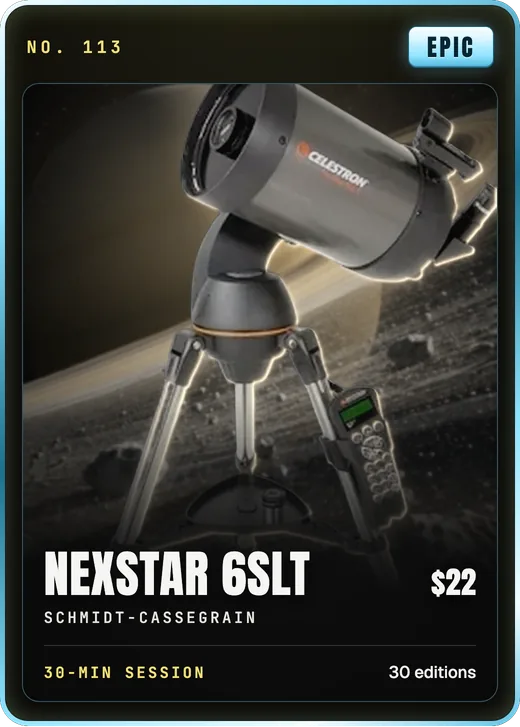 NO. 113
EPIC
CELESTRON
NEXSTAR 6SLT
$22
SCHMIDT-CASSEGRAIN
30-MIN SESSION
30 editions